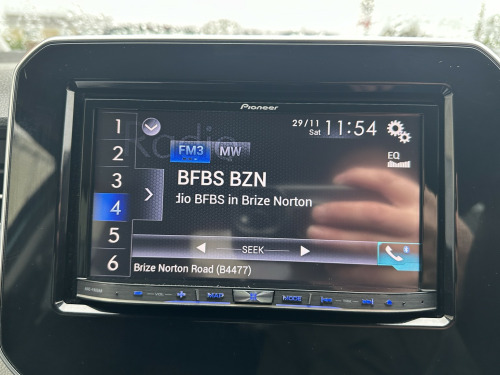 Pioneer
Radio
29/11
Sat
11:54
1
2
3
4
5
6
FM3
MW
EQ
BFBS BZN
dio BFBS in Brize Norton
SEEK
Brize Norton Road (B4477)
MAP
MODE